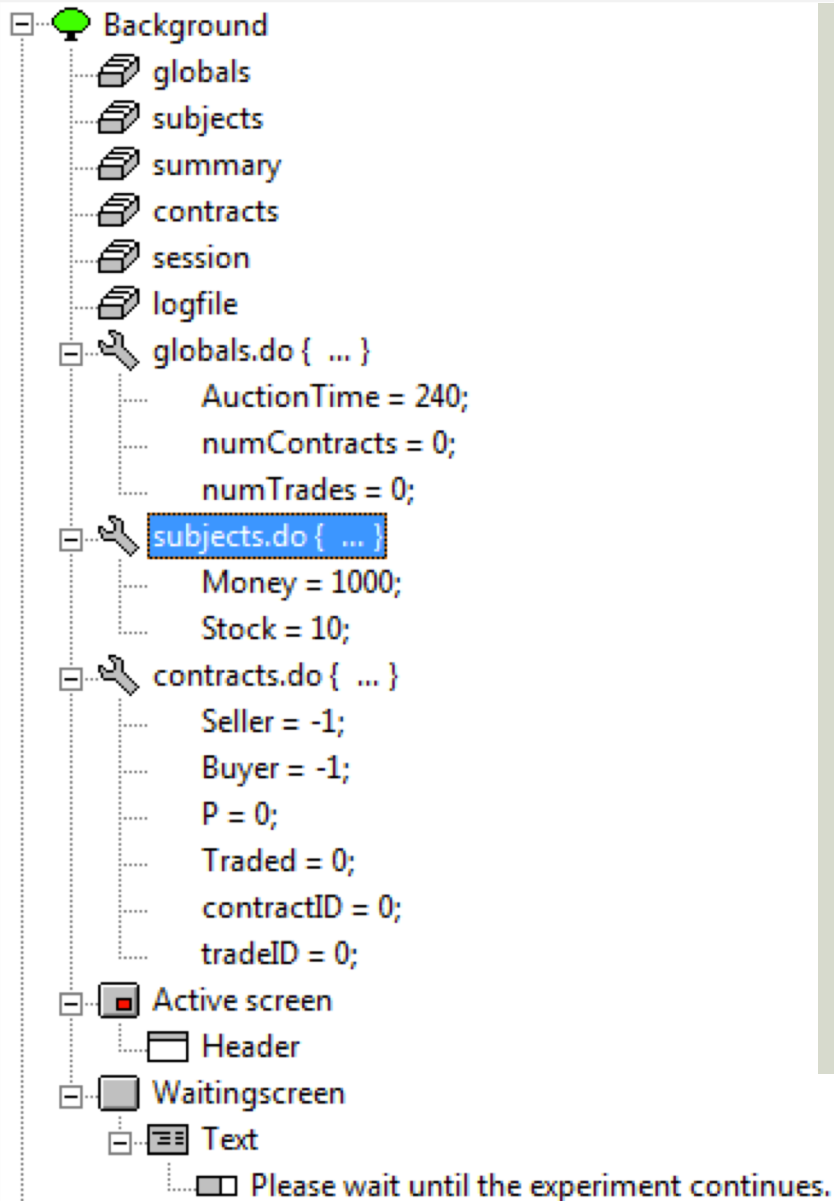 Background
globals
subjects
summary
contracts
session
logfile
globals.do { ... }
AuctionTime = 240;
numContracts = 0;
numTrades = 0;
subjects.do { ... }
Money = 1000;
Stock = 10;
contracts.do { ... }
Seller = -1;
Buyer = -1;
P = 0;
Traded = 0;
contractID = 0;
tradeID = 0;
Active screen
Header
Waitingscreen
Text
Please wait until the experiment continues.